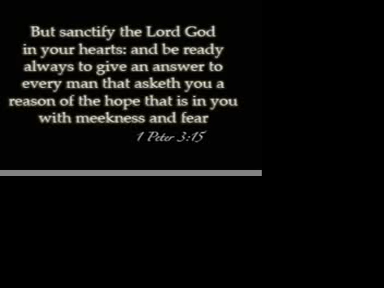 But sanctify the Lord God
in your hearts: and be ready
always to give an answer to
every man that asketh you a
reason of the hope that is in you
with meekness and fear
1 Peter 3:15